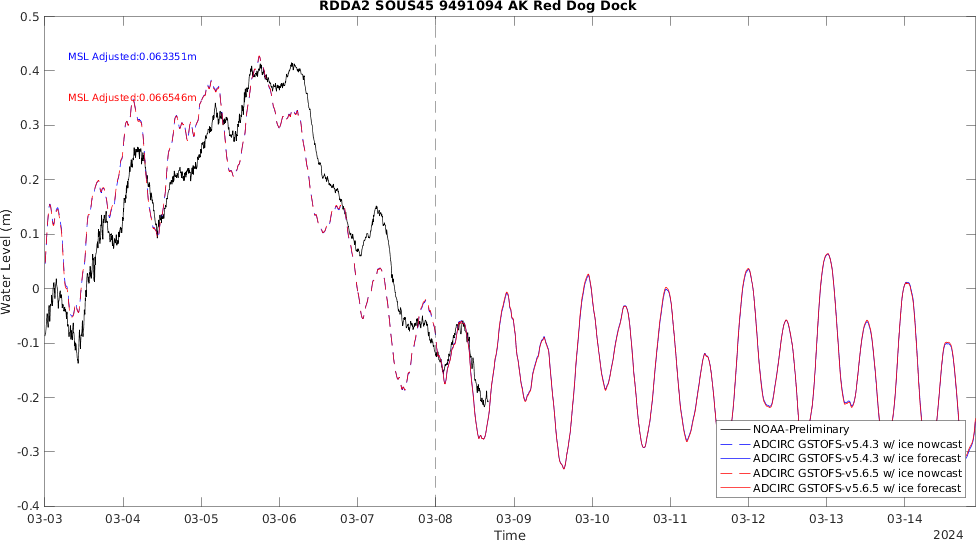 RDDA2 SOUS45 9491094 AK Red Dog Dock
0.5
0.4
0.3
0.2
0.1
0
-0.1
-0.2
-0.3
-0.4
Water Level (m)
MSL Adjusted:0.063351m
MSL Adjusted:0.066546m
NOAA-Preliminary
ADCIRC GSTOFS-v5.4.3 w/ ice nowcast
ADCIRC GSTOFS-v5.4.3 w/ ice forecast
ADCIRC GSTOFS-v5.6.5 w/ ice nowcast
ADCIRC GSTOFS-v5.6.5 w/ ice forecast
03-03 03-04 03-05 03-06 03-07 03-08 03-09 03-10 03-11 03-12 03-13 03-14
Time
2024